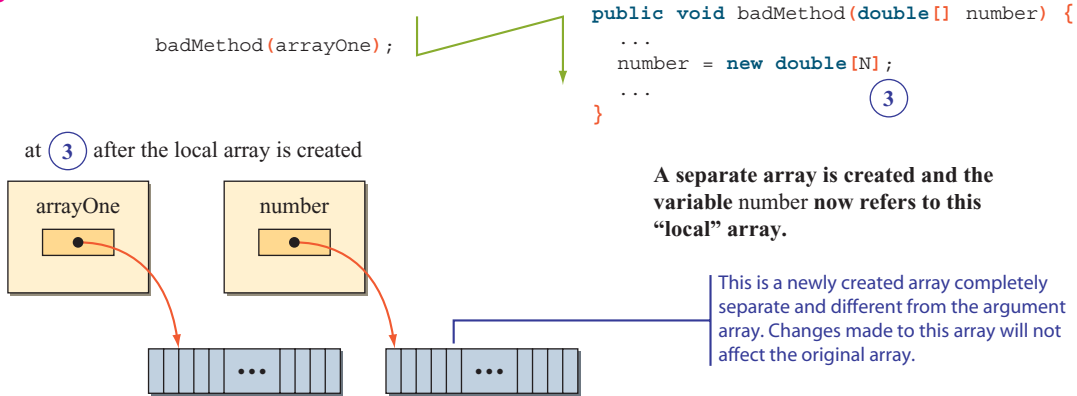 badMethod(arrayOne);
public void badMethod(double[] number) {
...
number = new double[N];
...
3
}
at 3 after the local array is created
arrayOne
number
A separate array is created and the
variable number now refers to this
“local” array.
This is a newly created array completely
separate and different from the argument
array. Changes made to this array will not
affect the original array.
...
...